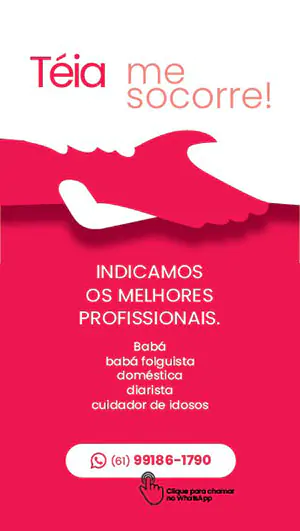 Téia me
socorre!
INDICAMOS
OS MELHORES
PROFISSIONAIS.
Babá
babá folguista
doméstica
diarista
cuidador de idosos
(61) 99186-1790
Clique para chamar
no WhatsApp